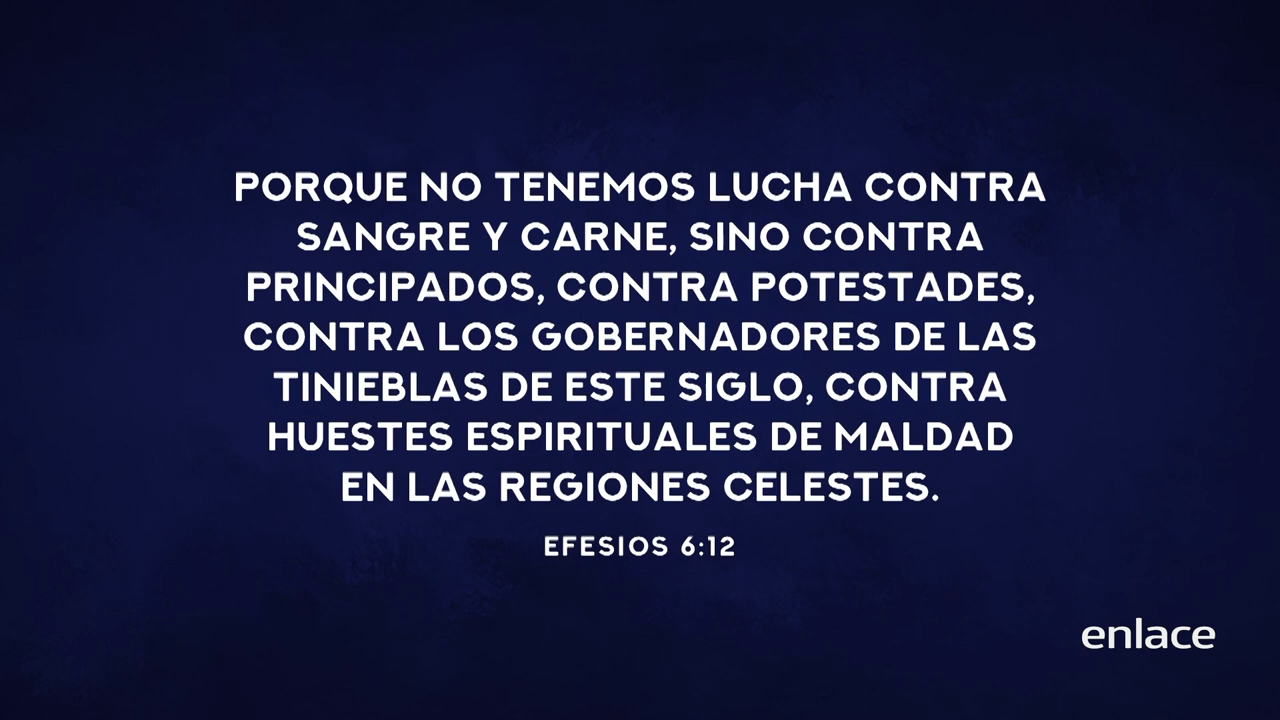 PORQUE NO TENEMOS LUCHA CONTRA
SANGRE Y CARNE, SINO CONTRA
PRINCIPADOS, CONTRA POTESTADES,
CONTRA LOS GOBERNADORES DE LAS
TINIEBLAS DE ESTE SIGLO, CONTRA
HUESTES ESPIRITUALES DE MALDAD
EN LAS REGIONES CELESTES.
EFESIOS 6:12
enlace